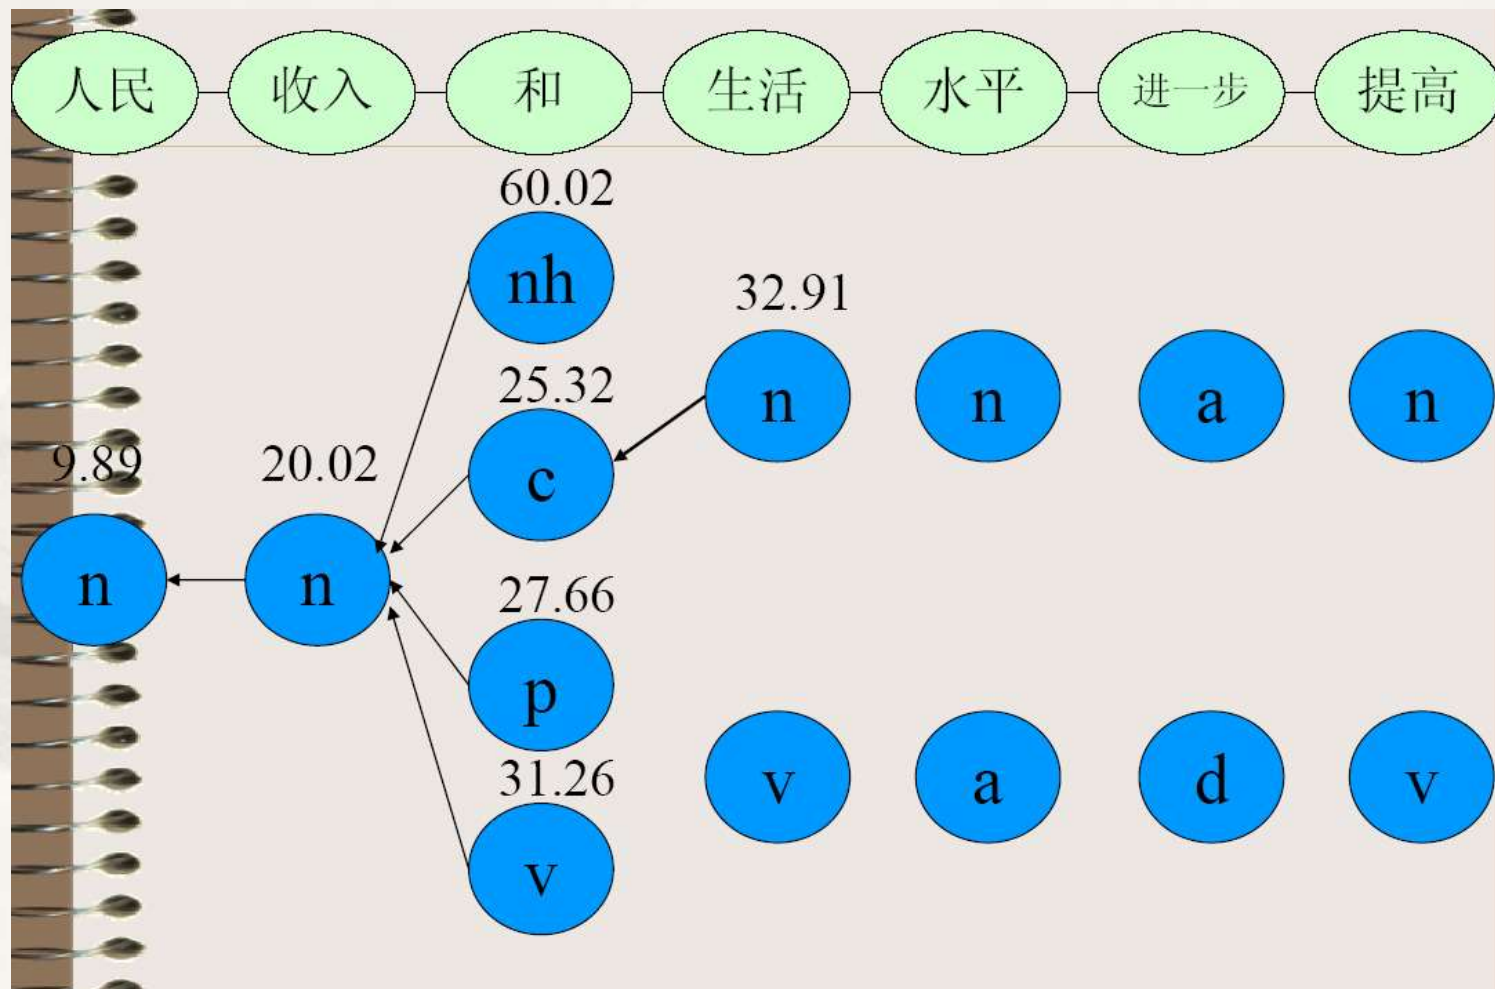 人民 收入 和 生活 水平 进一步 提高
60.02
nh
32.91
25.32
n n a n
c
9.89 20.02
n n
27.66
p
31.26
v a d v
v